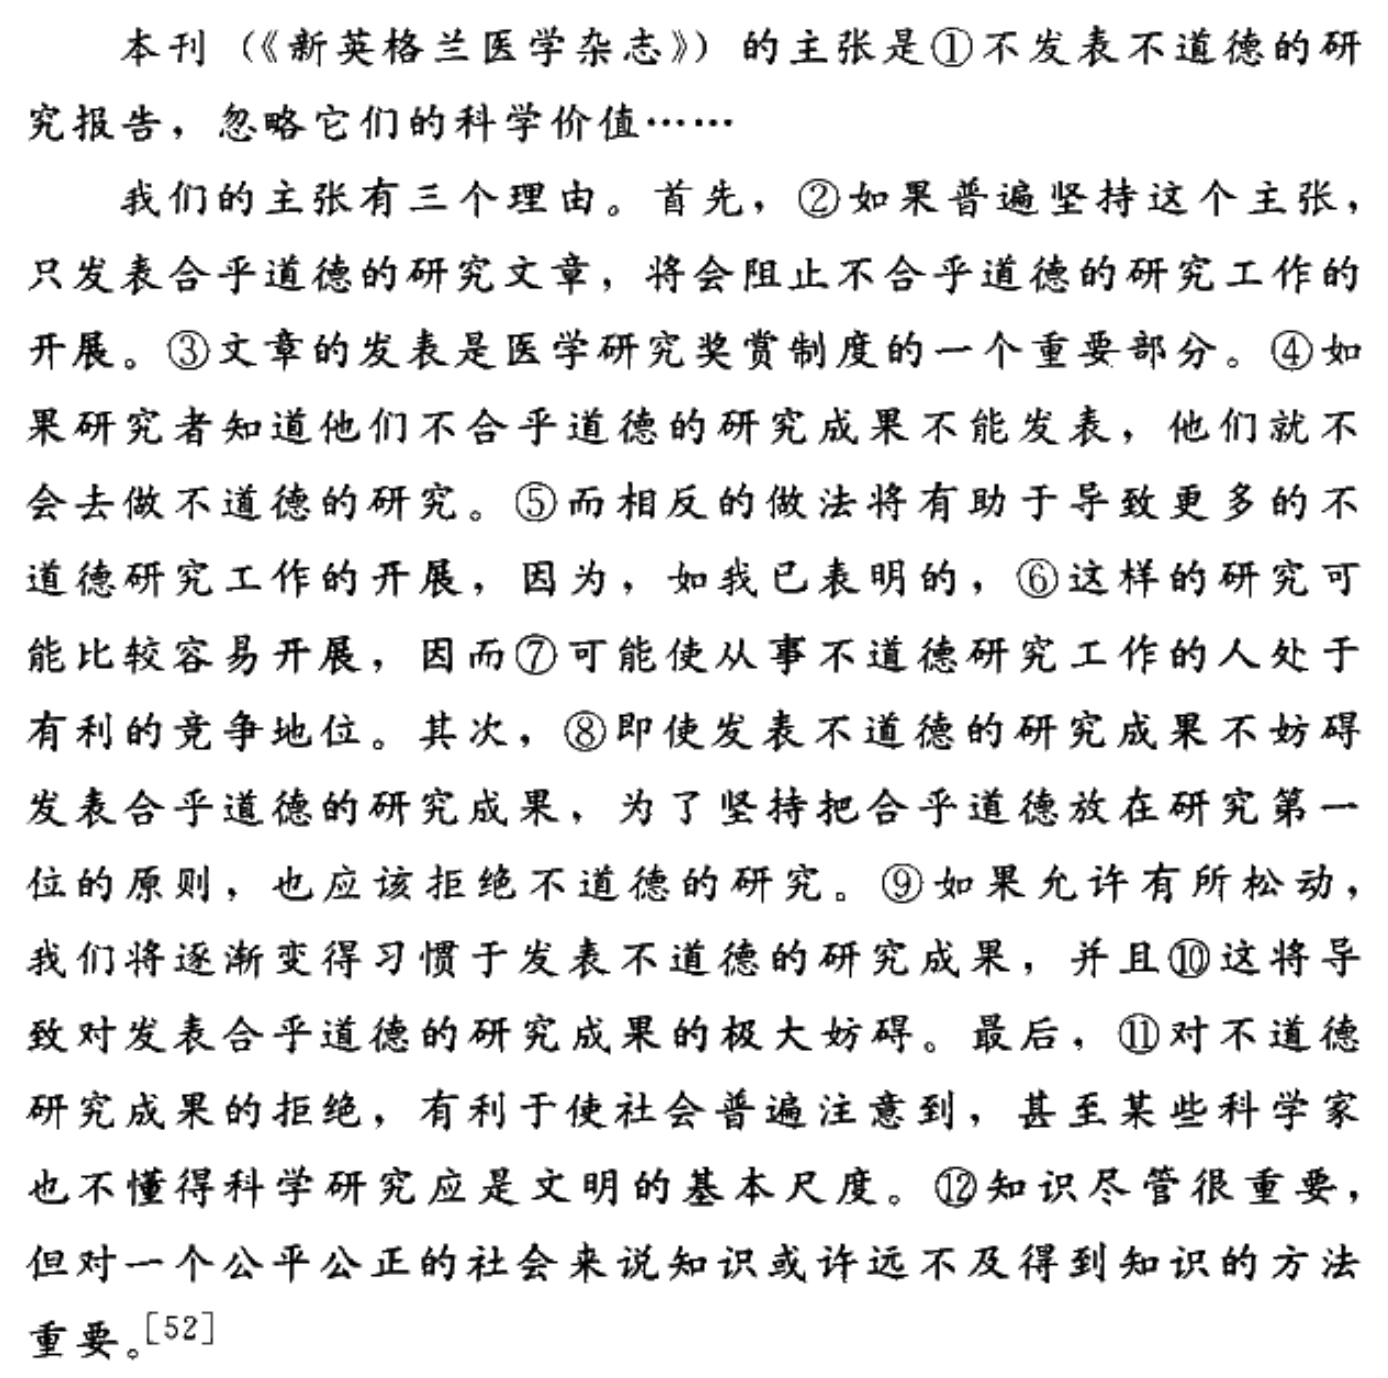 本刊（《新英格兰医学杂志》）的主张是①不发表不道德的研
究报告，忽略它们的科学价值……
我们的主张有三个理由。首先，②如果普遍坚持这个主张，
只发表合乎道德的研究文章，将会阻止不合乎道德的研究工作的
开展。③文章的发表是医学研究奖赏制度的一个重要部分。④如
果研究者知道他们不合乎道德的研究成果不能发表，他们就不
会去做不道德的研究。⑤而相反的做法将有助于导致更多的不
道德研究工作的开展，因为，如我已表明的，⑥这样的研究可
能比较容易开展，因而⑦可能使从事不道德研究工作的人处于
有利的竞争地位。其次，⑧即使发表不道德的研究成果不妨碍
发表合乎道德的研究成果，为了坚持把合乎道德放在研究第一
位的原则，也应该拒绝不道德的研究。⑨如果允许有所松动，
我们将逐渐变得习惯于发表不道德的研究成果，并且⑩这将导
致对发表合乎道德的研究成果的极大妨碍。最后，⑪对不道德
研究成果的拒绝，有利于使社会普遍注意到，甚至某些科学家
也不懂得科学研究应是文明的基本尺度。⑫知识尽管很重要，
但对一个公平公正的社会来说知识或许远不及得到知识的方法
重要。[52]